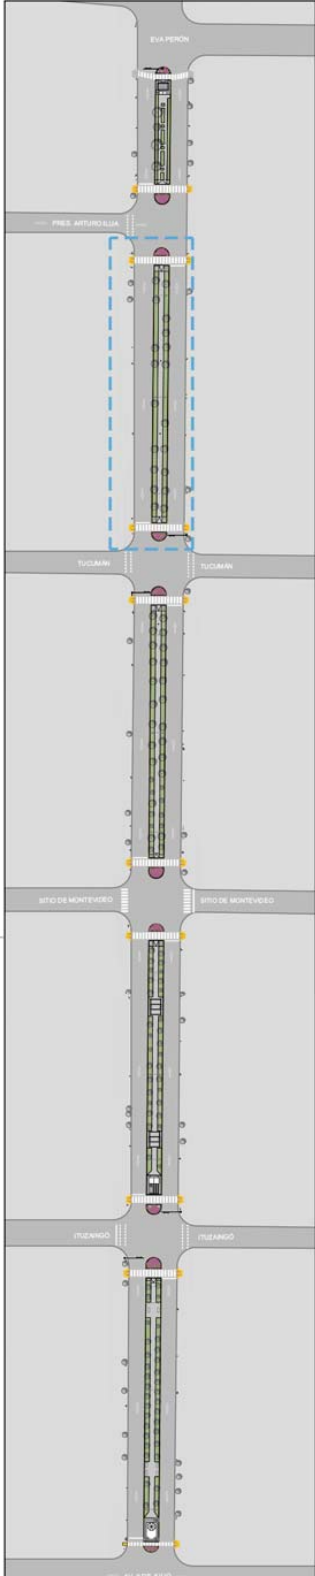 EVA PERÓN
PRES. ARTURO ILLIA
TUCUMÁN TUCUMÁN
SITIO DE MONTEVIDEO SITIO DE MONTEVIDEO
ITUZAINGÓ ITUZAINGÓ